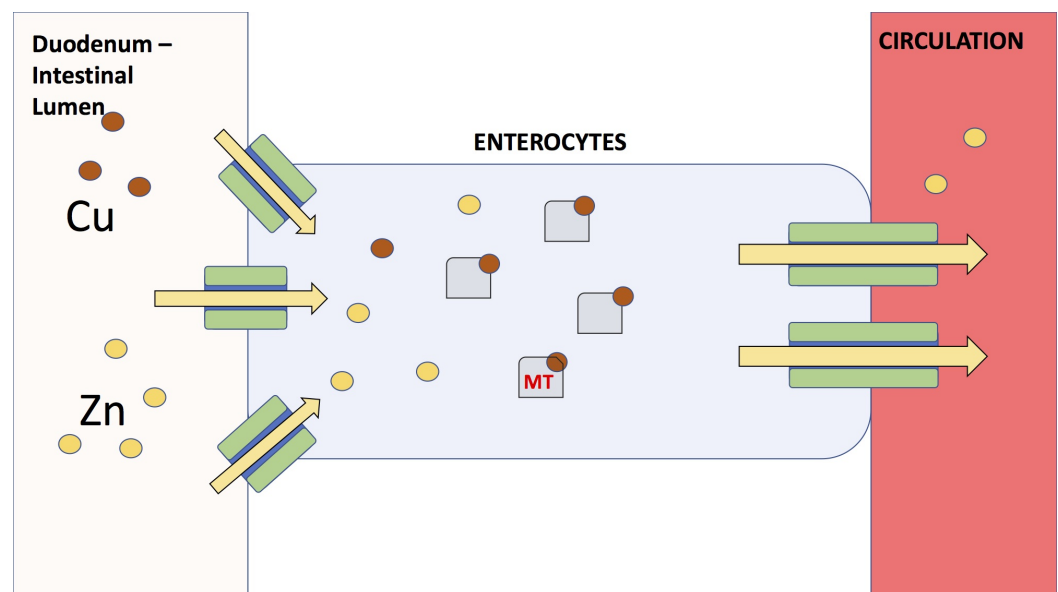 Duodenum –
Intestinal
Lumen
CIRCULATION
ENTEROCYTES
Cu
Zn
MT